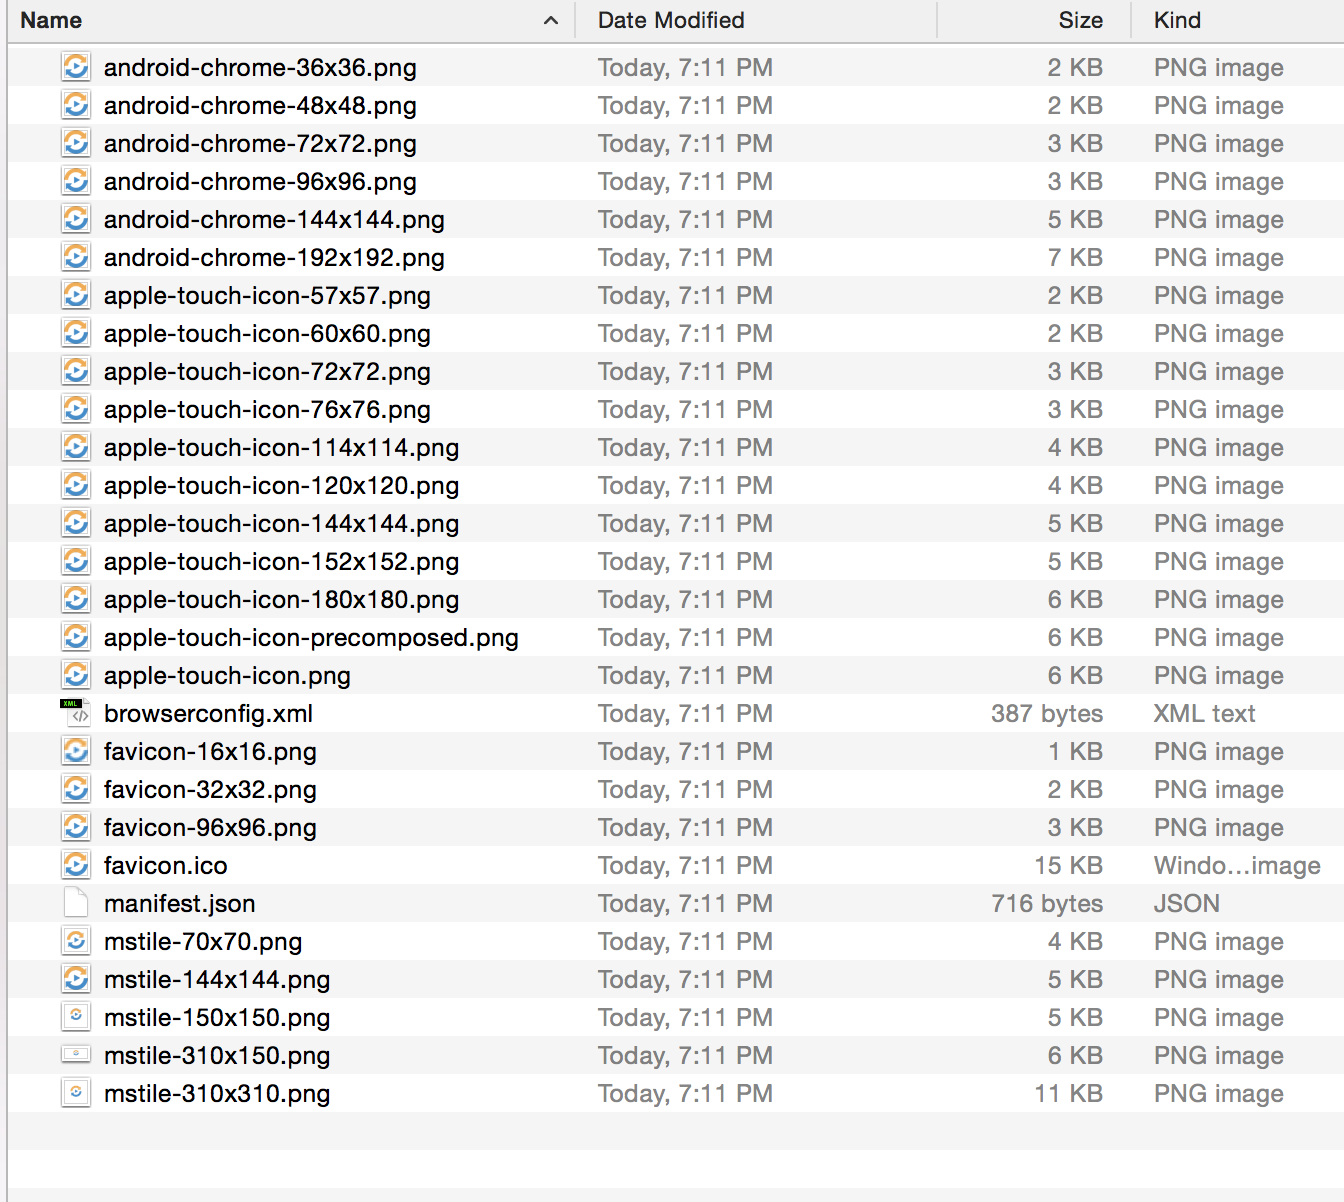 Name Date Modified Size Kind
android-chrome-36x36.png Today, 7:11 PM 2 KB PNG image
android-chrome-48x48.png Today, 7:11 PM 2 KB PNG image
android-chrome-72x72.png Today, 7:11 PM 3 KB PNG image
android-chrome-96x96.png Today, 7:11 PM 3 KB PNG image
android-chrome-144x144.png Today, 7:11 PM 5 KB PNG image
android-chrome-192x192.png Today, 7:11 PM 7 KB PNG image
apple-touch-icon-57x57.png Today, 7:11 PM 2 KB PNG image
apple-touch-icon-60x60.png Today, 7:11 PM 2 KB PNG image
apple-touch-icon-72x72.png Today, 7:11 PM 3 KB PNG image
apple-touch-icon-76x76.png Today, 7:11 PM 3 KB PNG image
apple-touch-icon-114x114.png Today, 7:11 PM 4 KB PNG image
apple-touch-icon-120x120.png Today, 7:11 PM 4 KB PNG image
apple-touch-icon-144x144.png Today, 7:11 PM 5 KB PNG image
apple-touch-icon-152x152.png Today, 7:11 PM 5 KB PNG image
apple-touch-icon-180x180.png Today, 7:11 PM 6 KB PNG image
apple-touch-icon-precomposed.png Today, 7:11 PM 6 KB PNG image
apple-touch-icon.png Today, 7:11 PM 6 KB PNG image
XML </> browserconfig.xml Today, 7:11 PM 387 bytes XML text
favicon-16x16.png Today, 7:11 PM 1 KB PNG image
favicon-32x32.png Today, 7:11 PM 2 KB PNG image
favicon-96x96.png Today, 7:11 PM 3 KB PNG image
favicon.ico Today, 7:11 PM 15 KB Windo...image
manifest.json Today, 7:11 PM 716 bytes JSON
mstile-70x70.png Today, 7:11 PM 4 KB PNG image
mstile-144x144.png Today, 7:11 PM 5 KB PNG image
mstile-150x150.png Today, 7:11 PM 5 KB PNG image
mstile-310x150.png Today, 7:11 PM 6 KB PNG image
mstile-310x310.png Today, 7:11 PM 11 KB PNG image